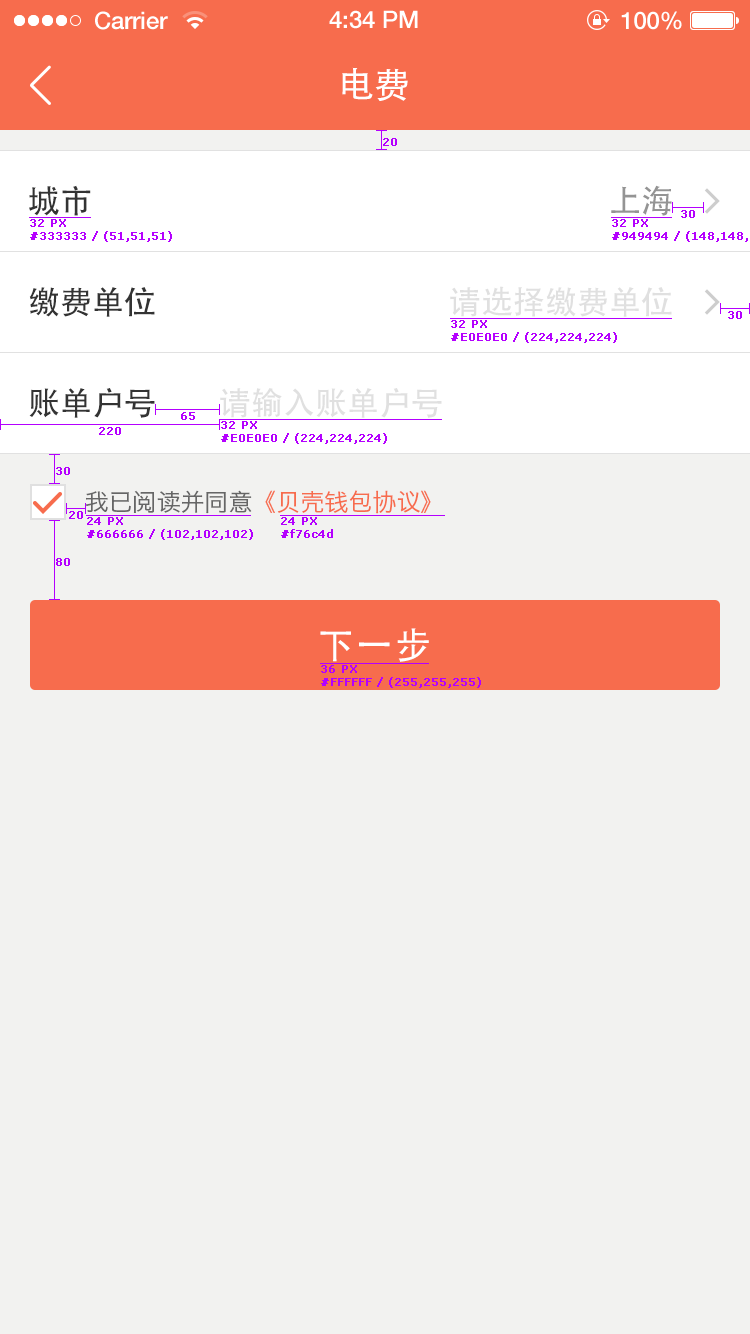 Carrier 4:34 PM 100%
电费
20
城市 上海
32 PX 32 PX 30
#333333 / (51,51,51) #949494 / (148,148,
缴费单位 请选择缴费单位
32 PX 30
#E0E0E0 / (224,224,224)
账单户号 65 请输入账单户号
220 32 PX
#E0E0E0 / (224,224,224)
30
20 我已阅读并同意《贝壳钱包协议》
24 PX 24 PX
#666666 / (102,102,102) #f76c4d
80
下一步
36 PX
#FFFFFF / (255,255,255)